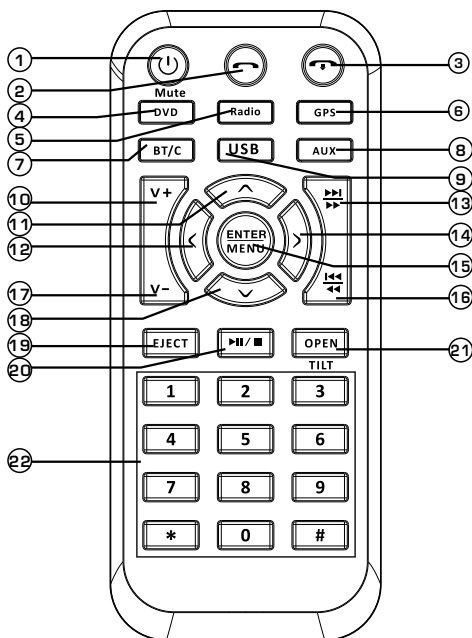 1
2
3
Mute
4
DVD
Radio
GPS
6
5
7
BT/C
USB
AUX
8
9
10
V+
13
11
12
ENTER
MENU
14
15
17
V-
16
18
19
EJECT
/
OPEN
21
20
TILT
1 2 3
4 5 6
22
7 8 9
* 0 #